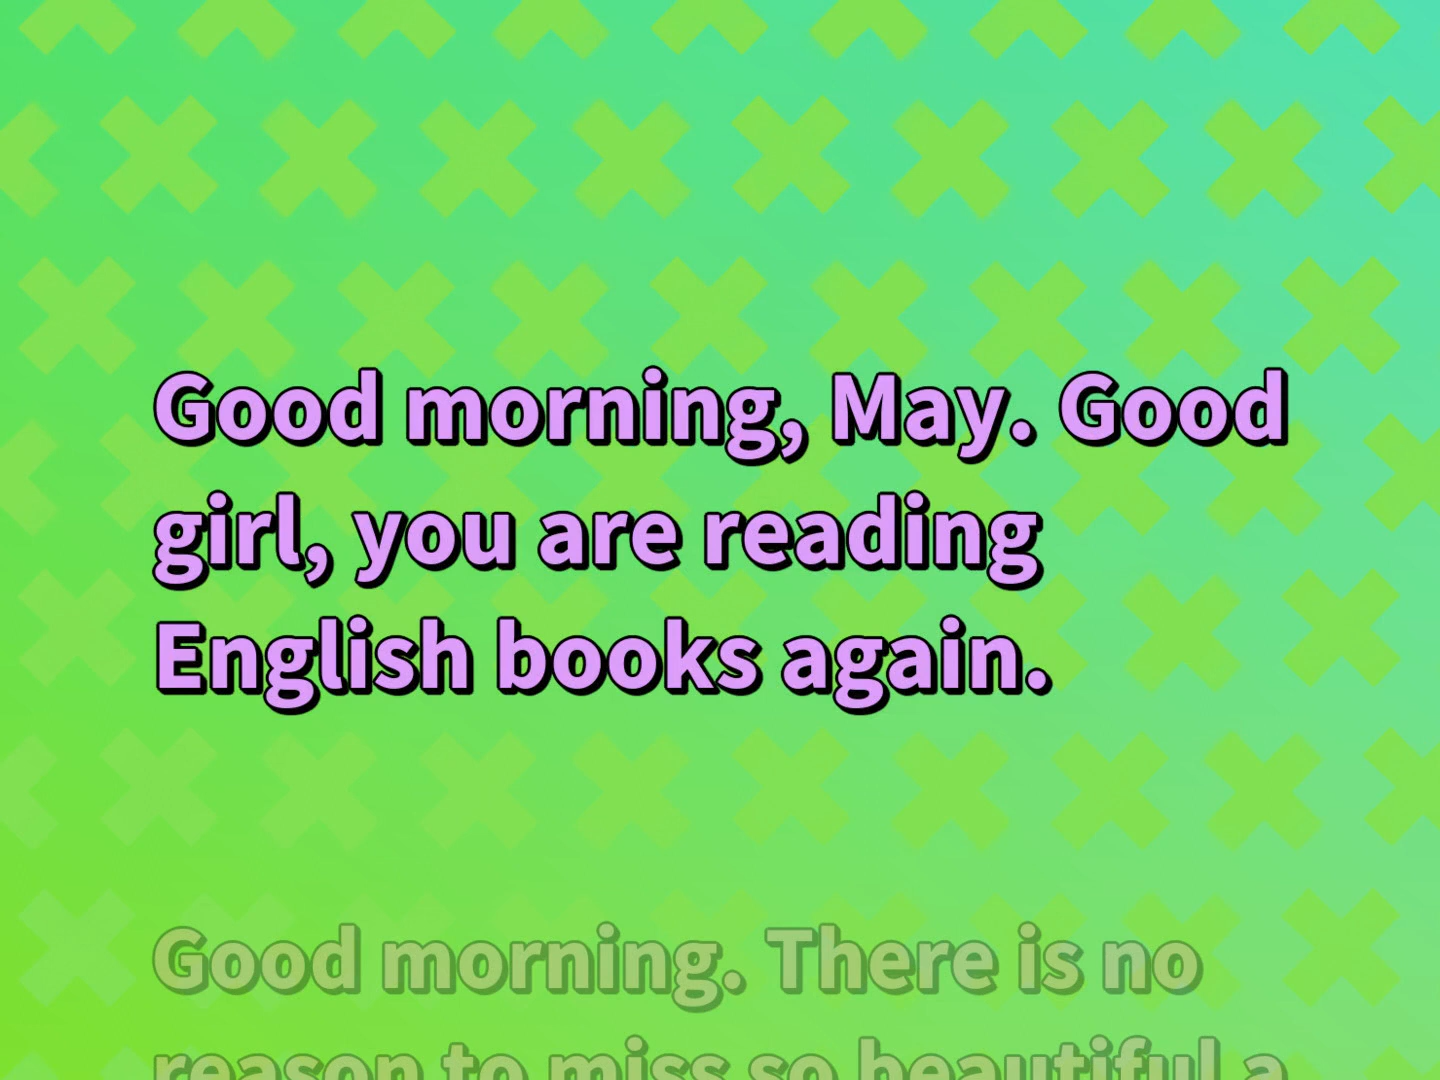 Good morning, May. Good
girl, you are reading
English books again.
Good morning. There is no
reason to miss so beautiful a